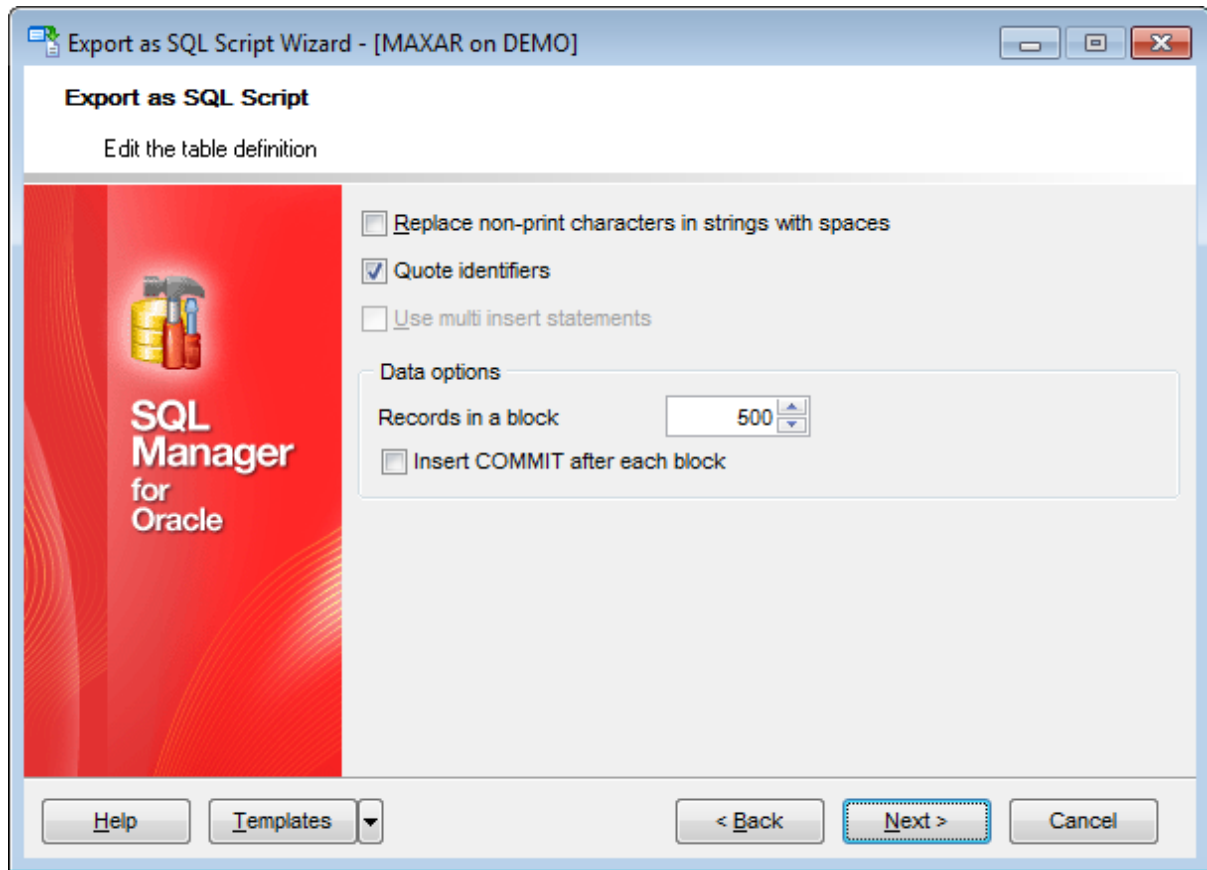 Export as SQL Script Wizard - [MAXAR on DEMO]
Export as SQL Script
Edit the table definition
Replace non-print characters in strings with spaces
Quote identifiers
Use multi insert statements
Data options
Records in a block 500
Insert COMMIT after each block
SQL
Manager
for
Oracle
Help Templates < Back Next > Cancel